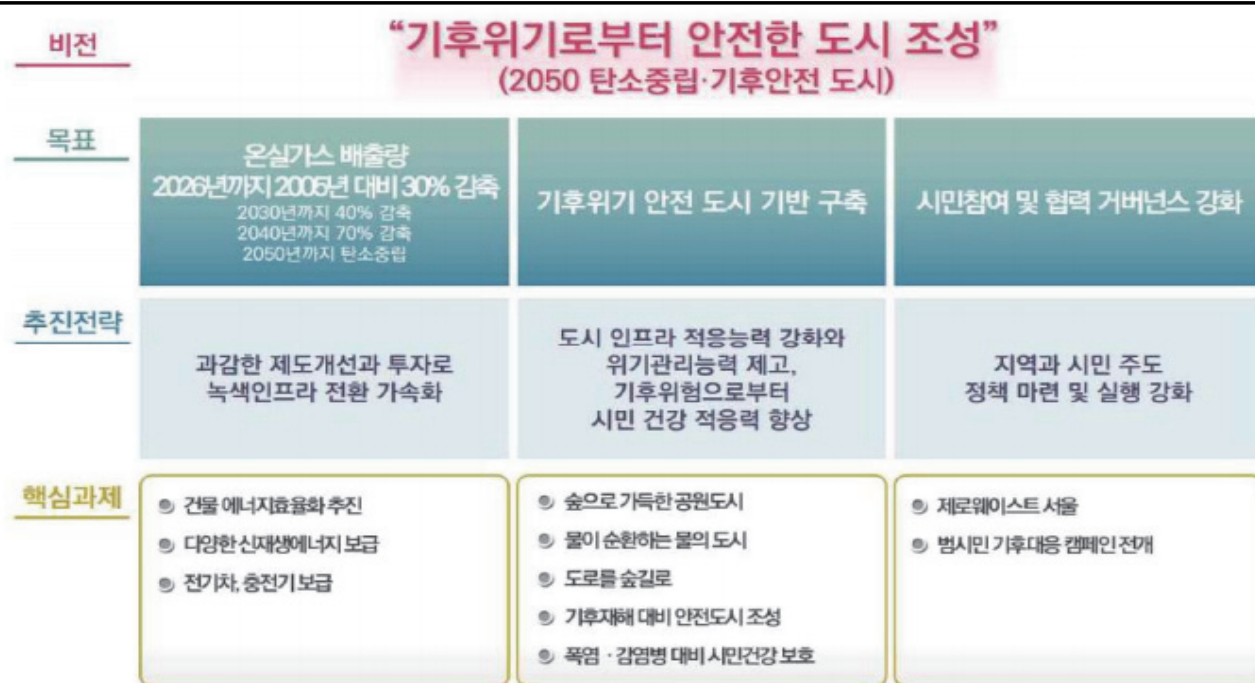 비전
“기후위기로부터 안전한 도시 조성”
(2050 탄소중립·기후안전 도시)
목표
온실가스 배출량
2026년까지 2005년 대비 30% 감축
2030년까지 40% 감축
2040년까지 70% 감축
2050년까지 탄소중립
기후위기 안전 도시 기반 구축
시민참여 및 협력 거버넌스 강화
추진전략
과감한 제도개선과 투자로
녹색인프라 전환 가속화
도시 인프라 적응능력 강화와
위기관리능력 제고,
기후위험으로부터
시민 건강 적응력 향상
지역과 시민 주도
정책 마련 및 실행 강화
핵심과제
건물 에너지효율화 추진
다양한 신재생에너지 보급
전기차, 충전기 보급
숲으로 가득한 공원도시
물이 순환하는 물의 도시
도로를 숲길로
기후재해 대비 안전도시 조성
폭염 · 감염병 대비 시민건강 보호
제로웨이스트 서울
범시민 기후대응 캠페인 전개